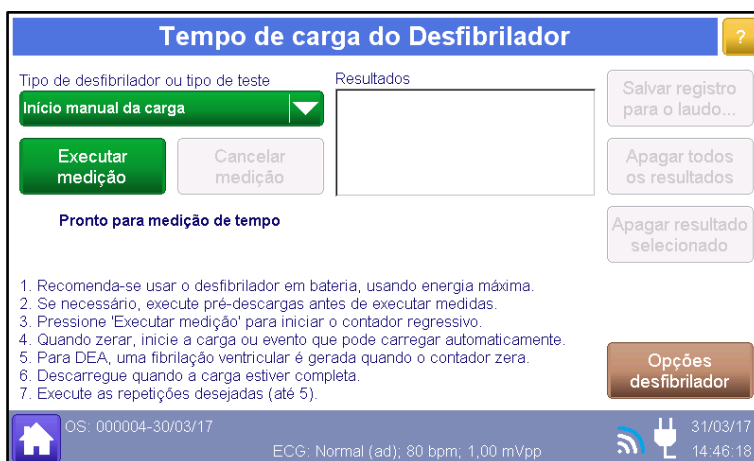 Tempo de carga do Desfibrilador
?
Tipo de desfibrilador ou tipo de teste
Início manual da carga
Executar
medição
Cancelar
medição
Pronto para medição de tempo
Resultados
Salvar registro
para o laudo...
Apagar todos
os resultados
Apagar resultado
selecionado
1. Recomenda-se usar o desfibrilador em bateria, usando energia máxima.
2. Se necessário, execute pré-descargas antes de executar medidas.
3. Pressione 'Executar medição' para iniciar o contador regressivo.
4. Quando zerar, inicie a carga ou evento que pode carregar automaticamente.
5. Para DEA, uma fibrilação ventricular é gerada quando o contador zera.
6. Descarregue quando a carga estiver completa.
7. Execute as repetições desejadas (até 5).
Opções
desfibrilador
OS: 000004-30/03/17
ECG: Normal (ad); 80 bpm; 1,00 mVpp
31/03/17
14:46:18